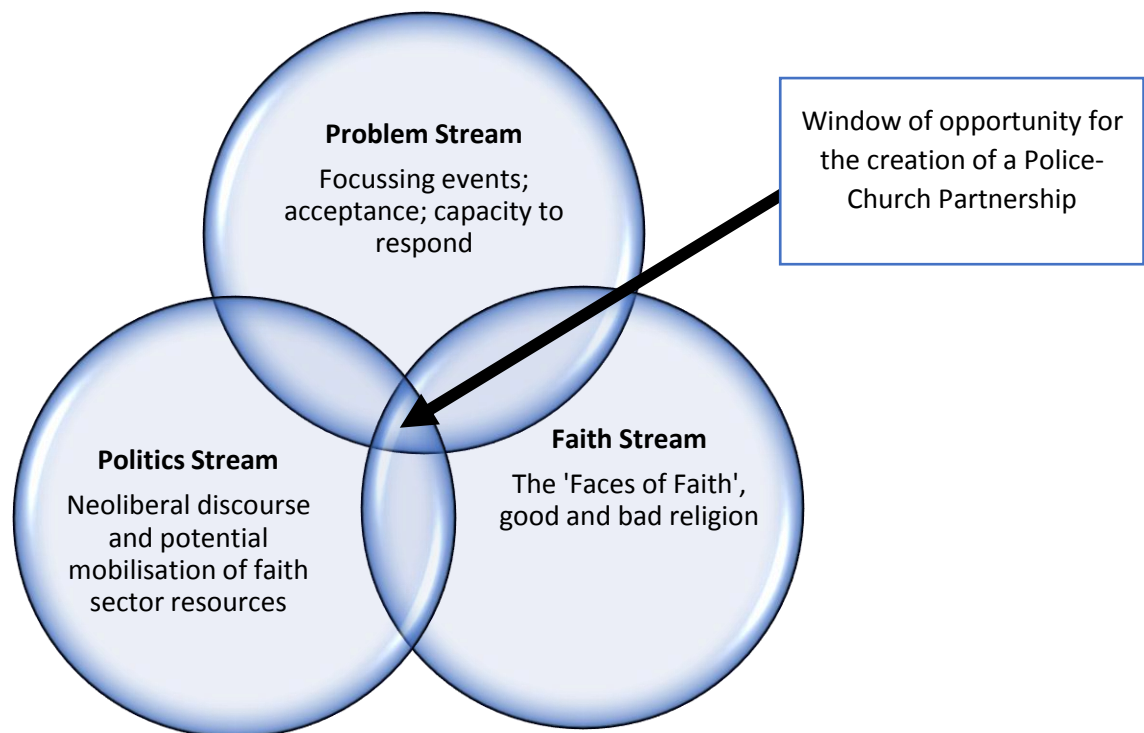 Problem Stream
Focussing events;
acceptance; capacity to
respond
Window of opportunity for
the creation of a Police-
Church Partnership
Politics Stream
Neoliberal discourse
and potential
mobilisation of faith
sector resources
Faith Stream
The 'Faces of Faith',
good and bad religion